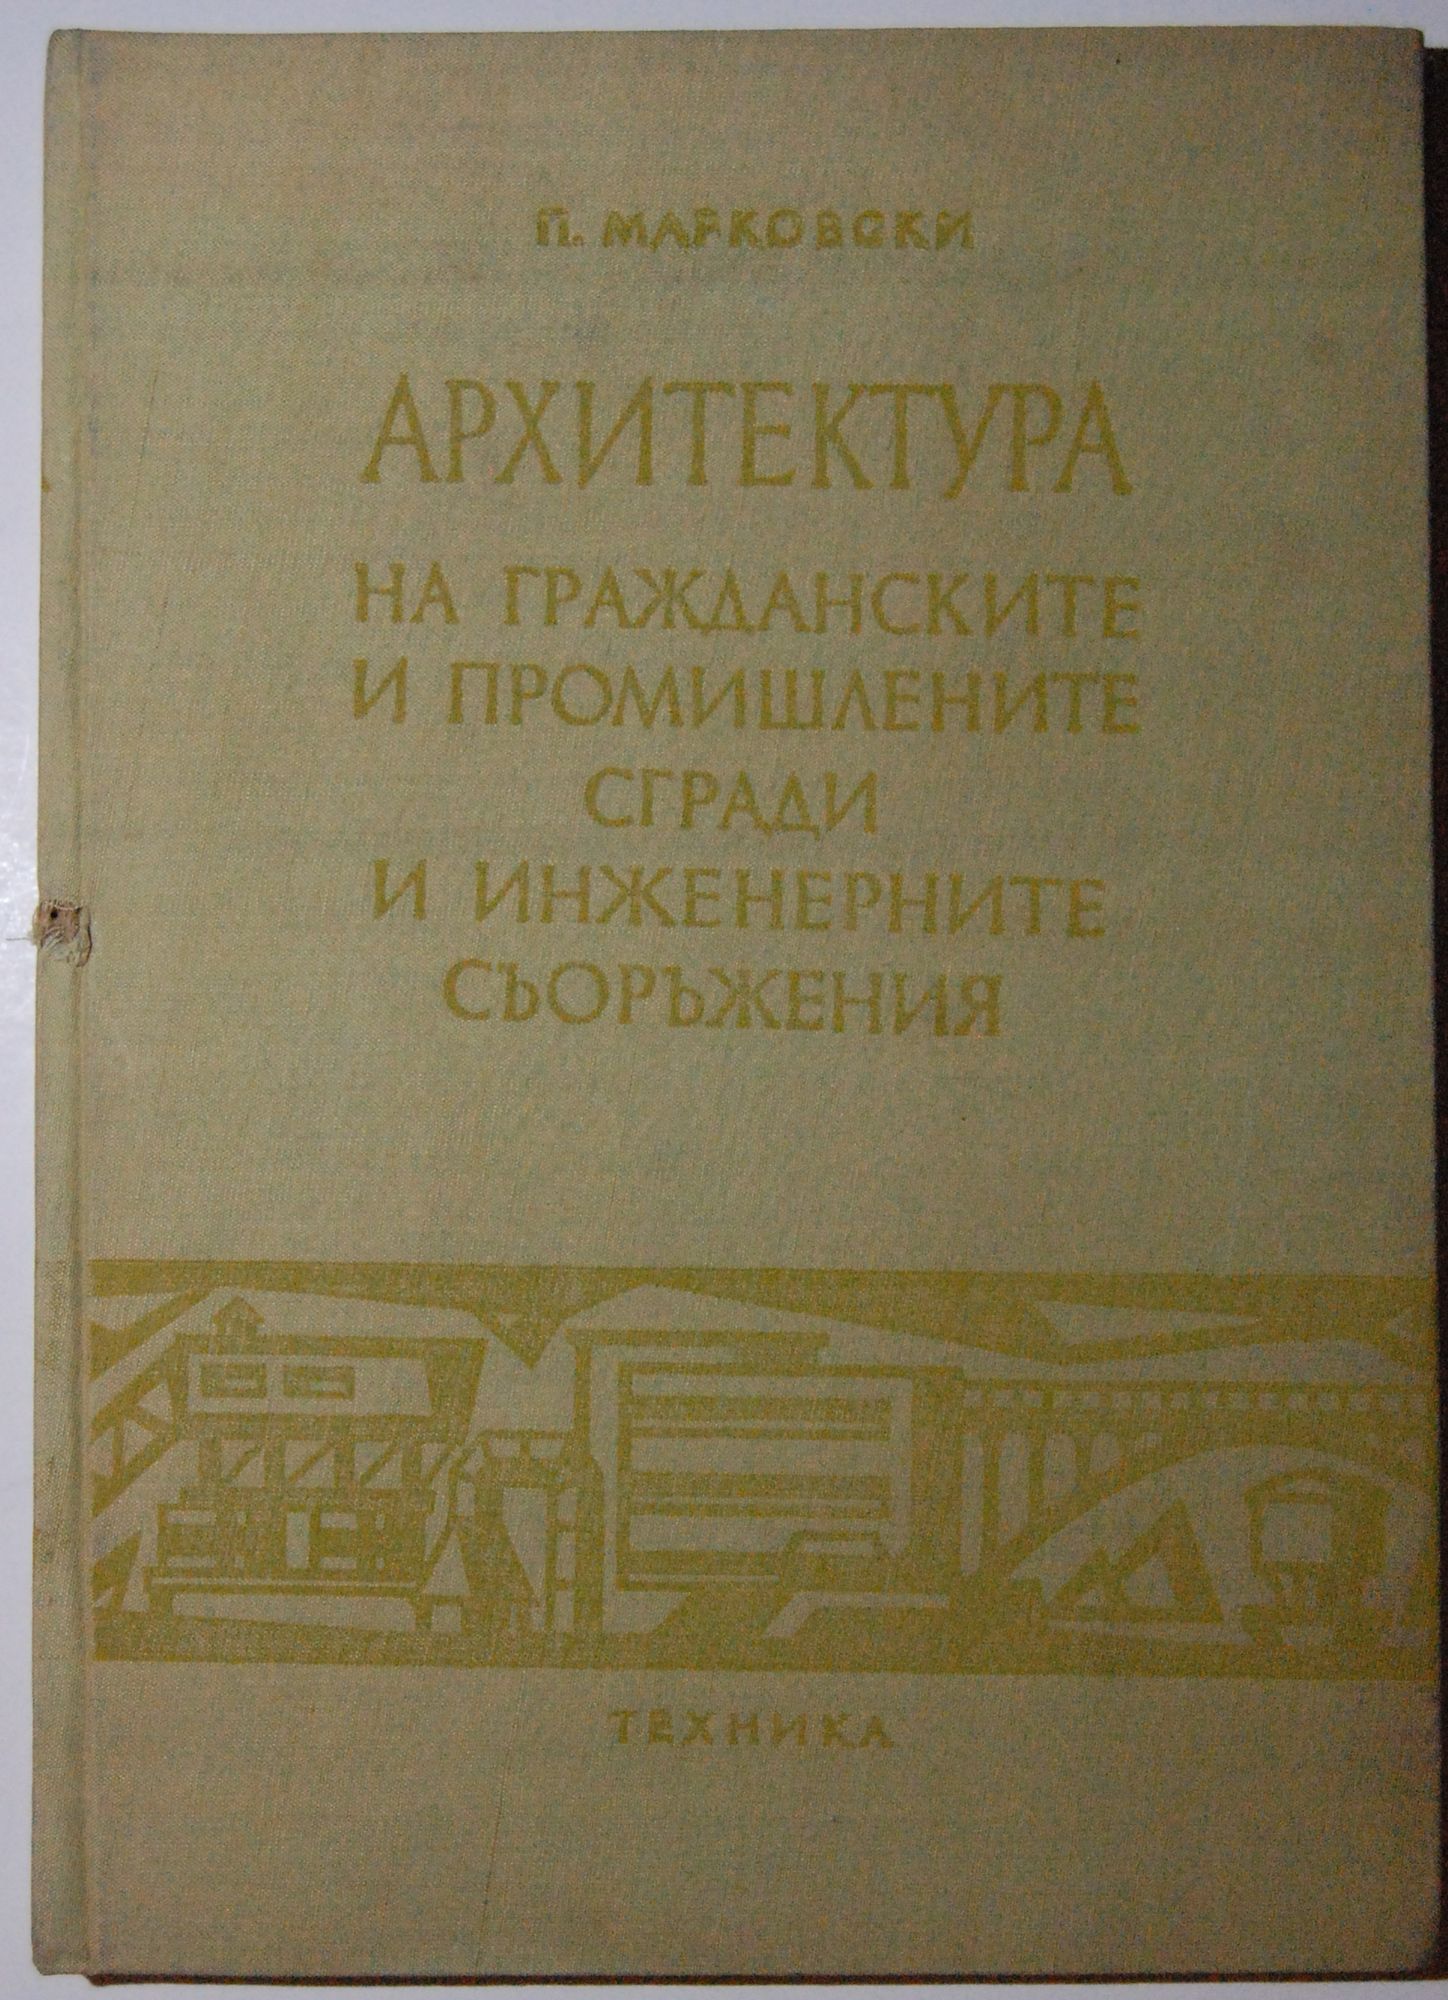 П. МАРКОВСКИ
АРХИТЕКТУРА
НА ГРАЖДАНСКИТЕ
И ПРОМИШЛЕНИТЕ
СГРАДИ
И ИНЖЕНЕРНИТЕ
СЪОРЪЖЕНИЯ
ТЕХНИКА